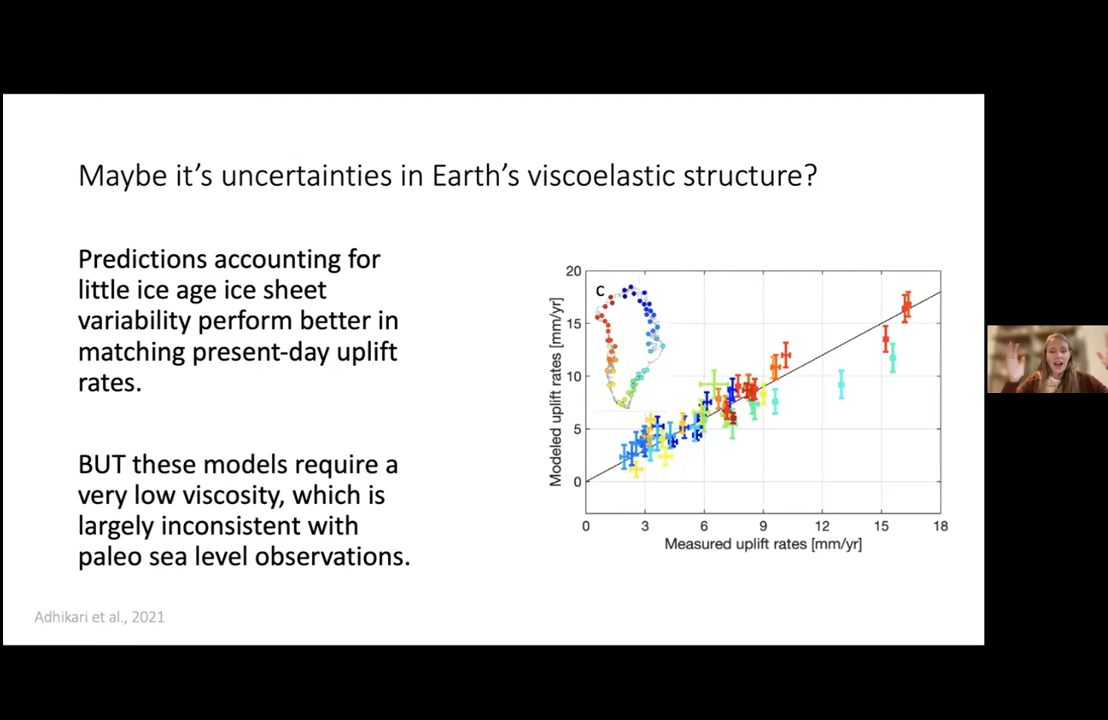 Maybe it's uncertainties in Earth's viscoelastic structure?
Predictions accounting for
little ice age ice sheet
variability perform better in
matching present-day uplift
rates.
BUT these models require a
very low viscosity, which is
largely inconsistent with
paleo sea level observations.
Adhikari et al., 2021
C
Modeled uplift rates [mm/yr]
20
15
10
5
0
0 3 6 9 12 15 18
Measured uplift rates [mm/yr]